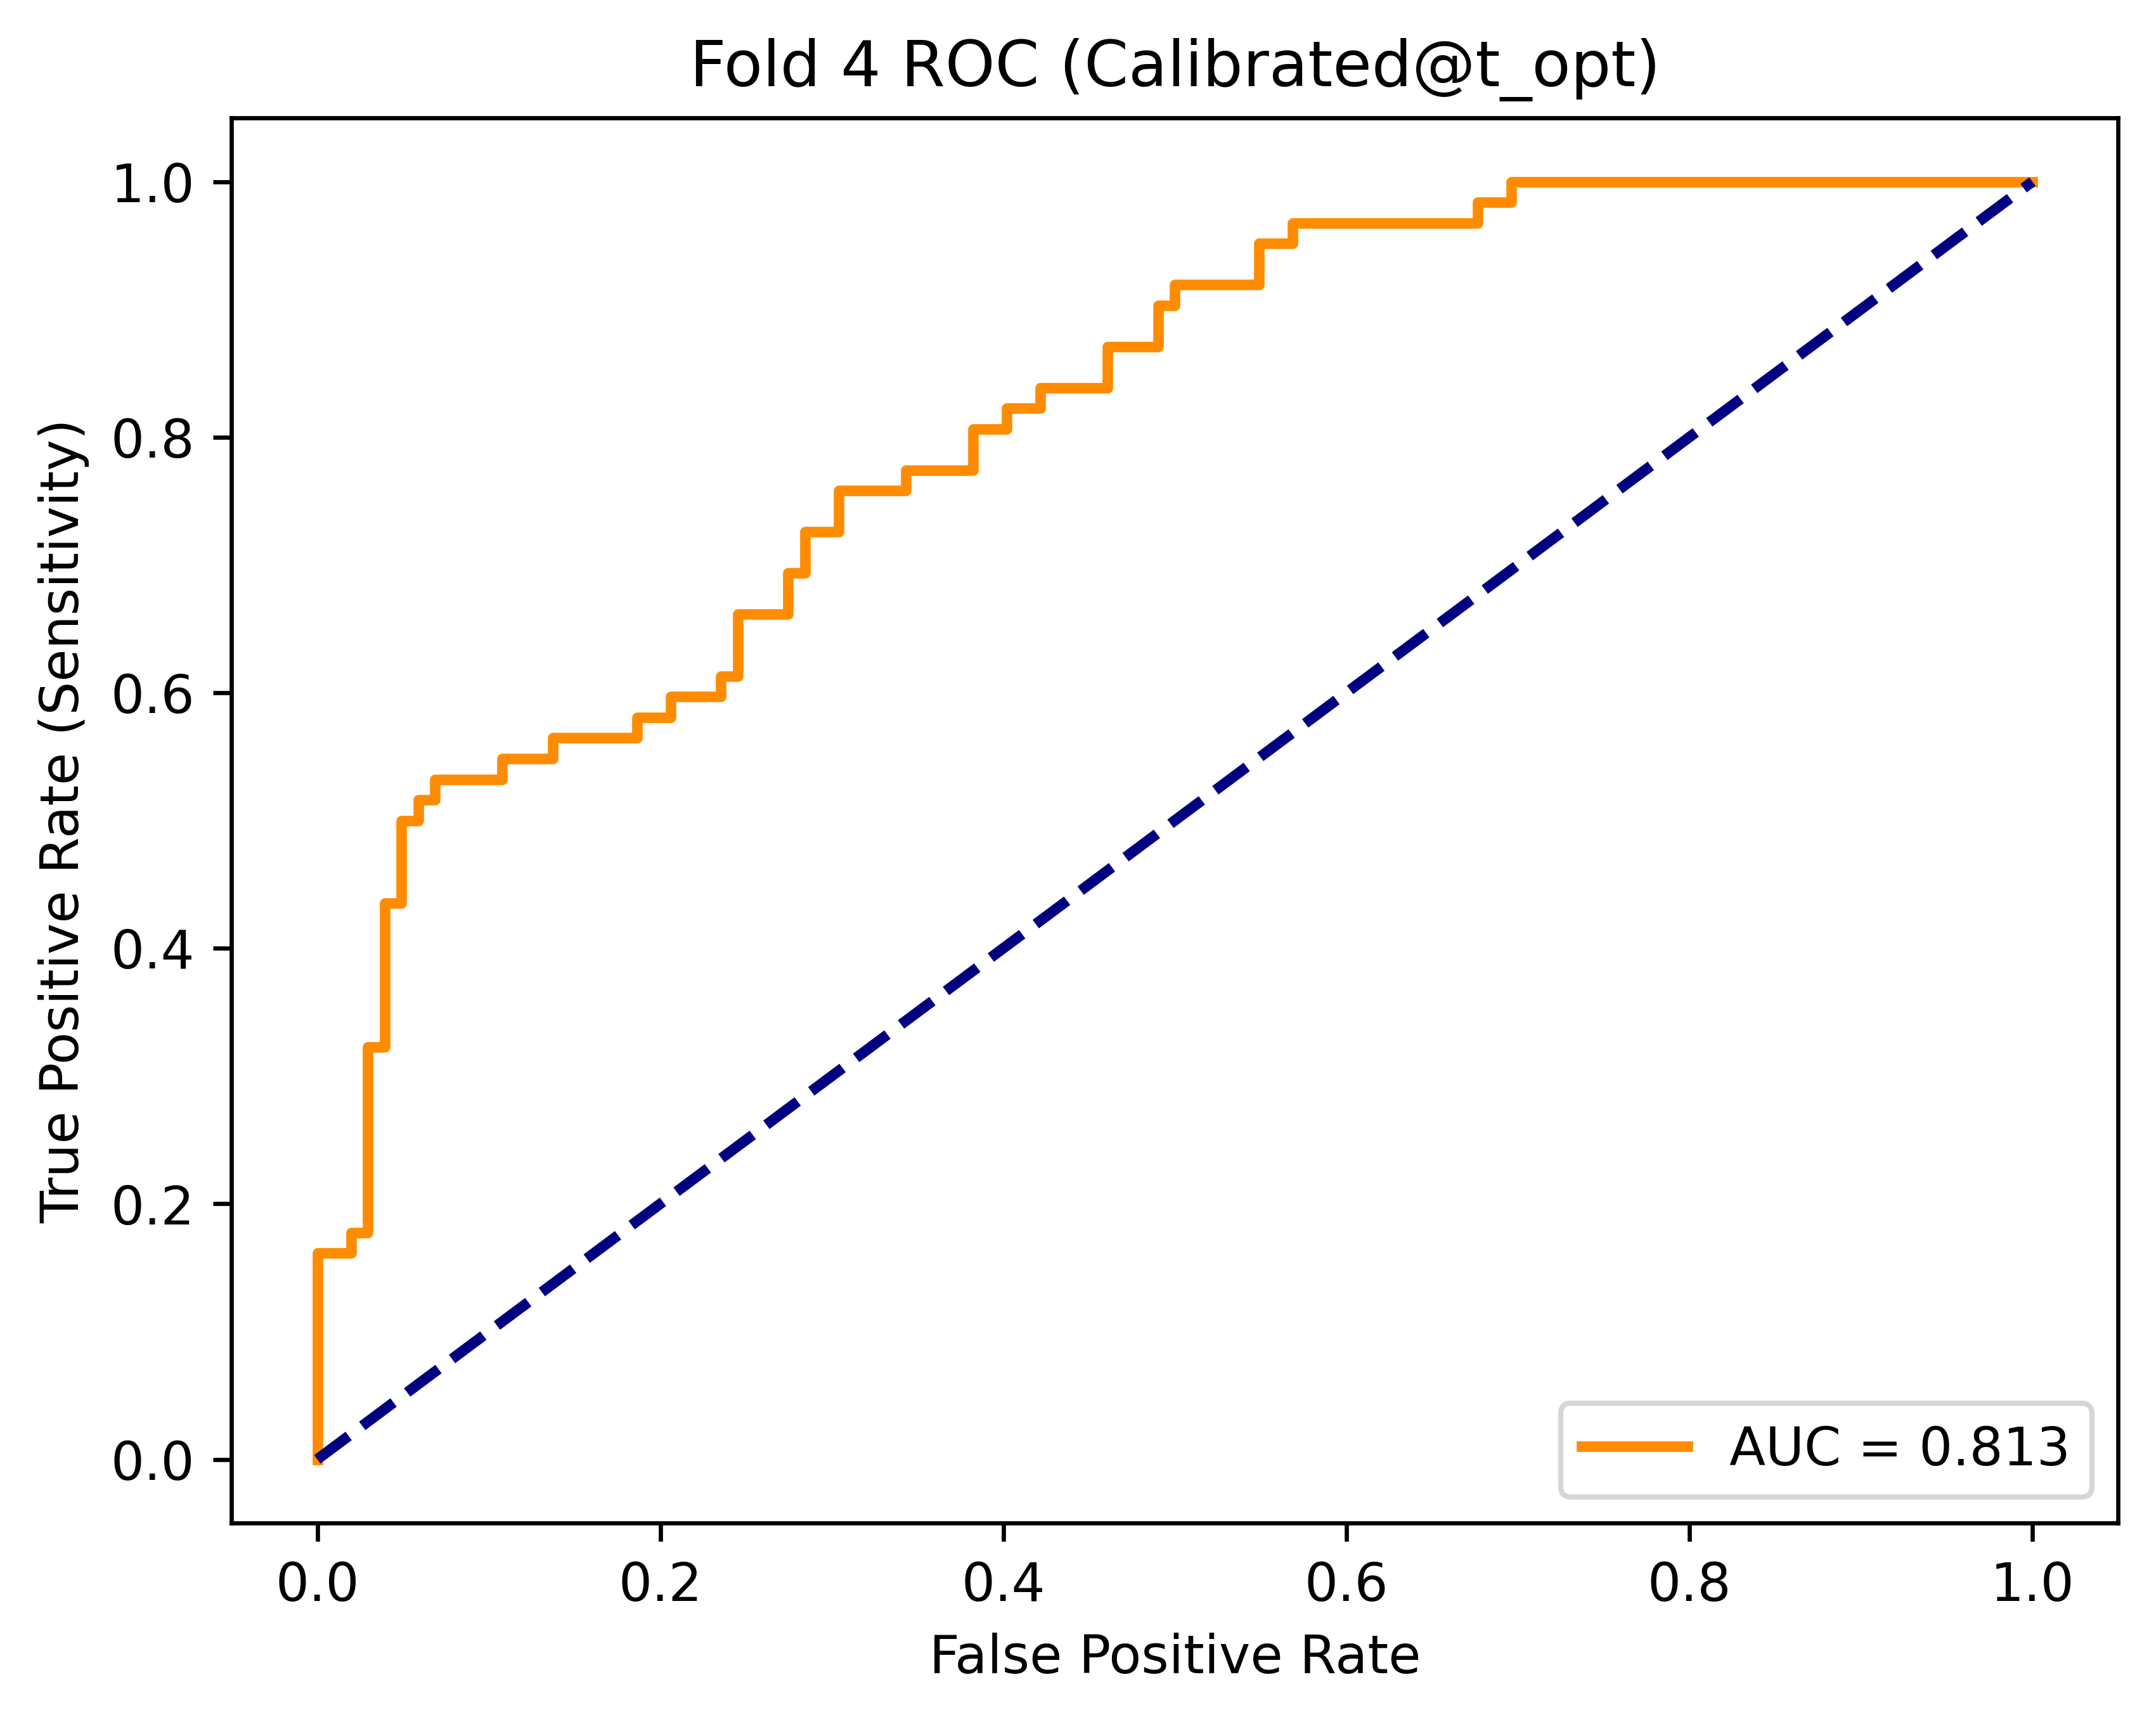 Fold 4 ROC (Calibrated@t_opt)
True Positive Rate (Sensitivity)
1.0
0.8
0.6
0.4
0.2
0.0
AUC = 0.813
0.0 0.2 0.4 0.6 0.8 1.0
False Positive Rate